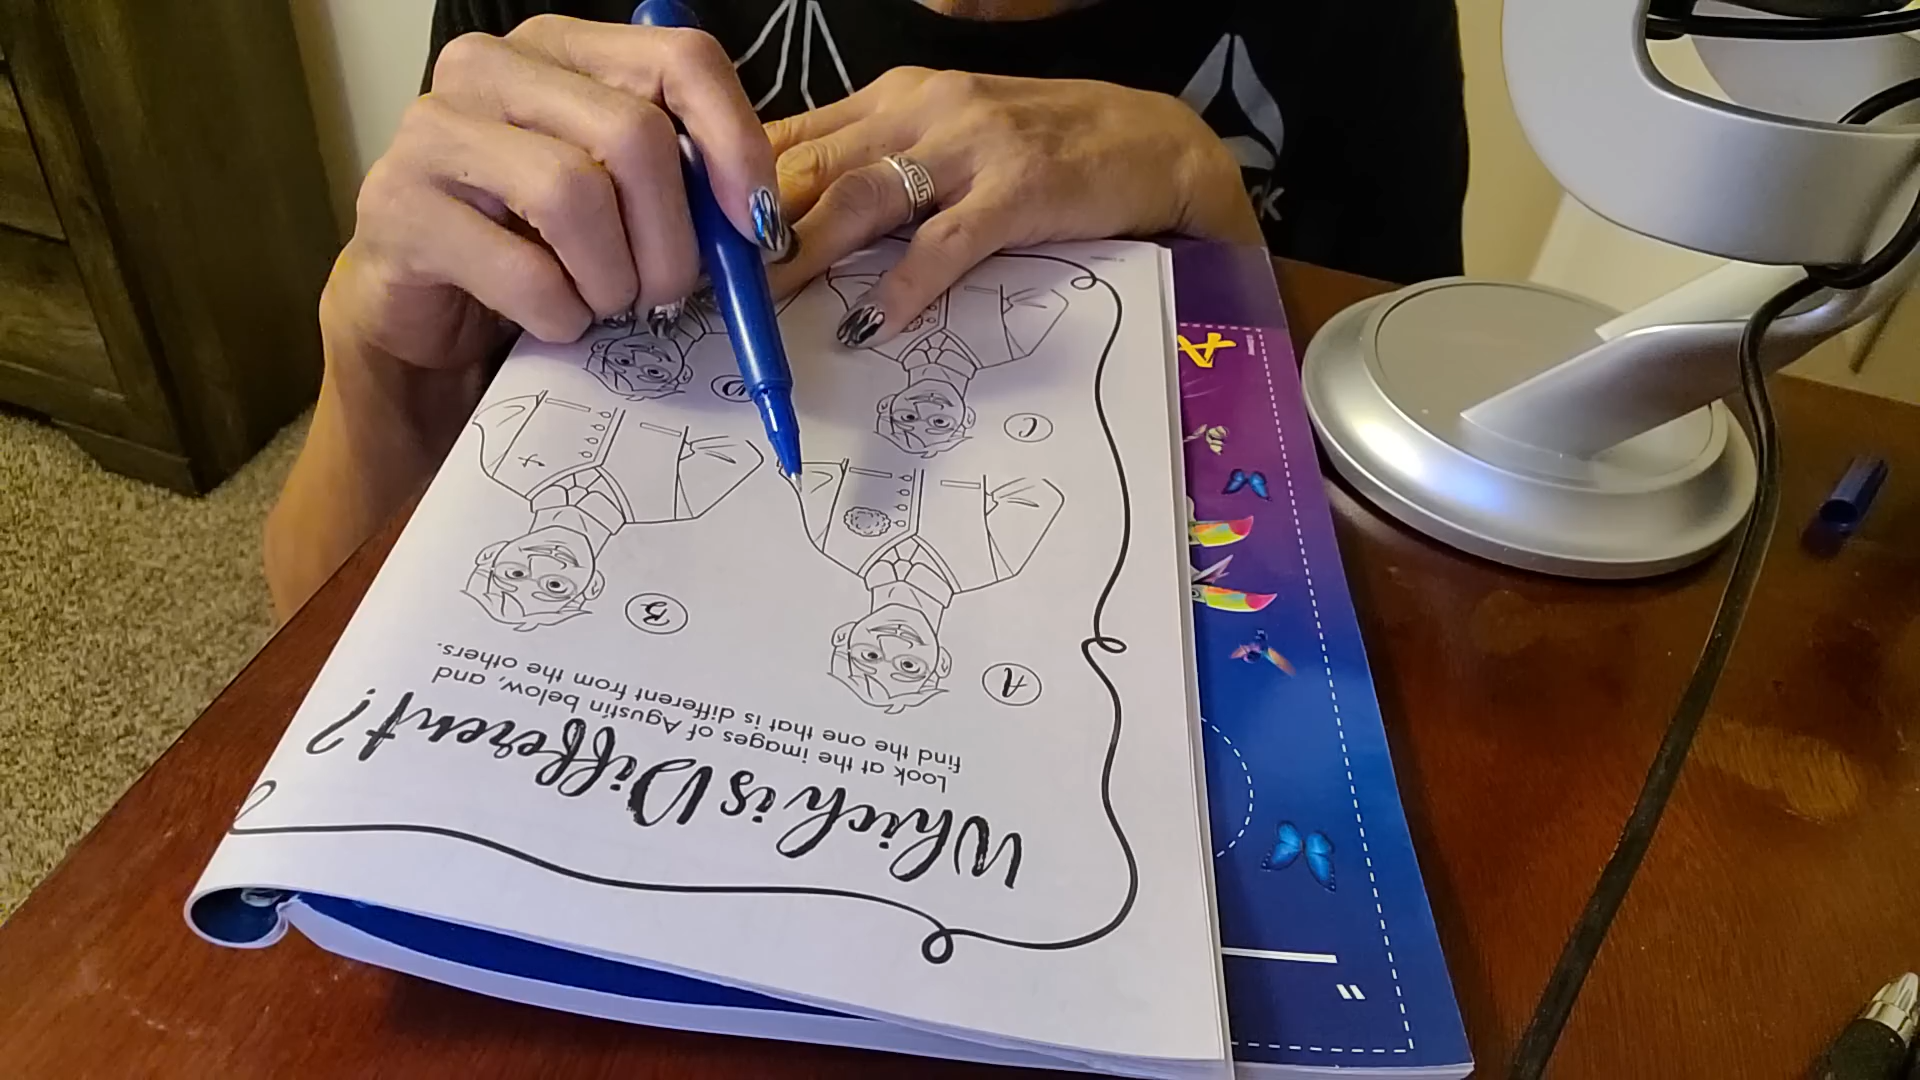 Which is Different?
Look at the images of Agustín below, and
find the one that is different from the others.
A
B
C
D